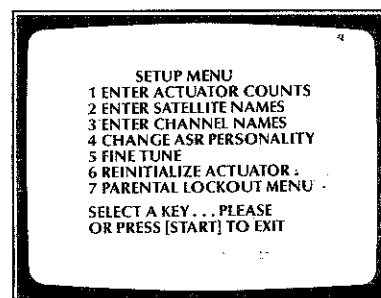 SETUP MENU
1 ENTER ACTUATOR COUNTS
2 ENTER SATELLITE NAMES
3 ENTER CHANNEL NAMES
4 CHANGE ASR PERSONALITY
5 FINE TUNE
6 REINITIALIZE ACTUATOR
7 PARENTAL LOCKOUT MENU
SELECT A KEY . . . PLEASE
OR PRESS [START] TO EXIT